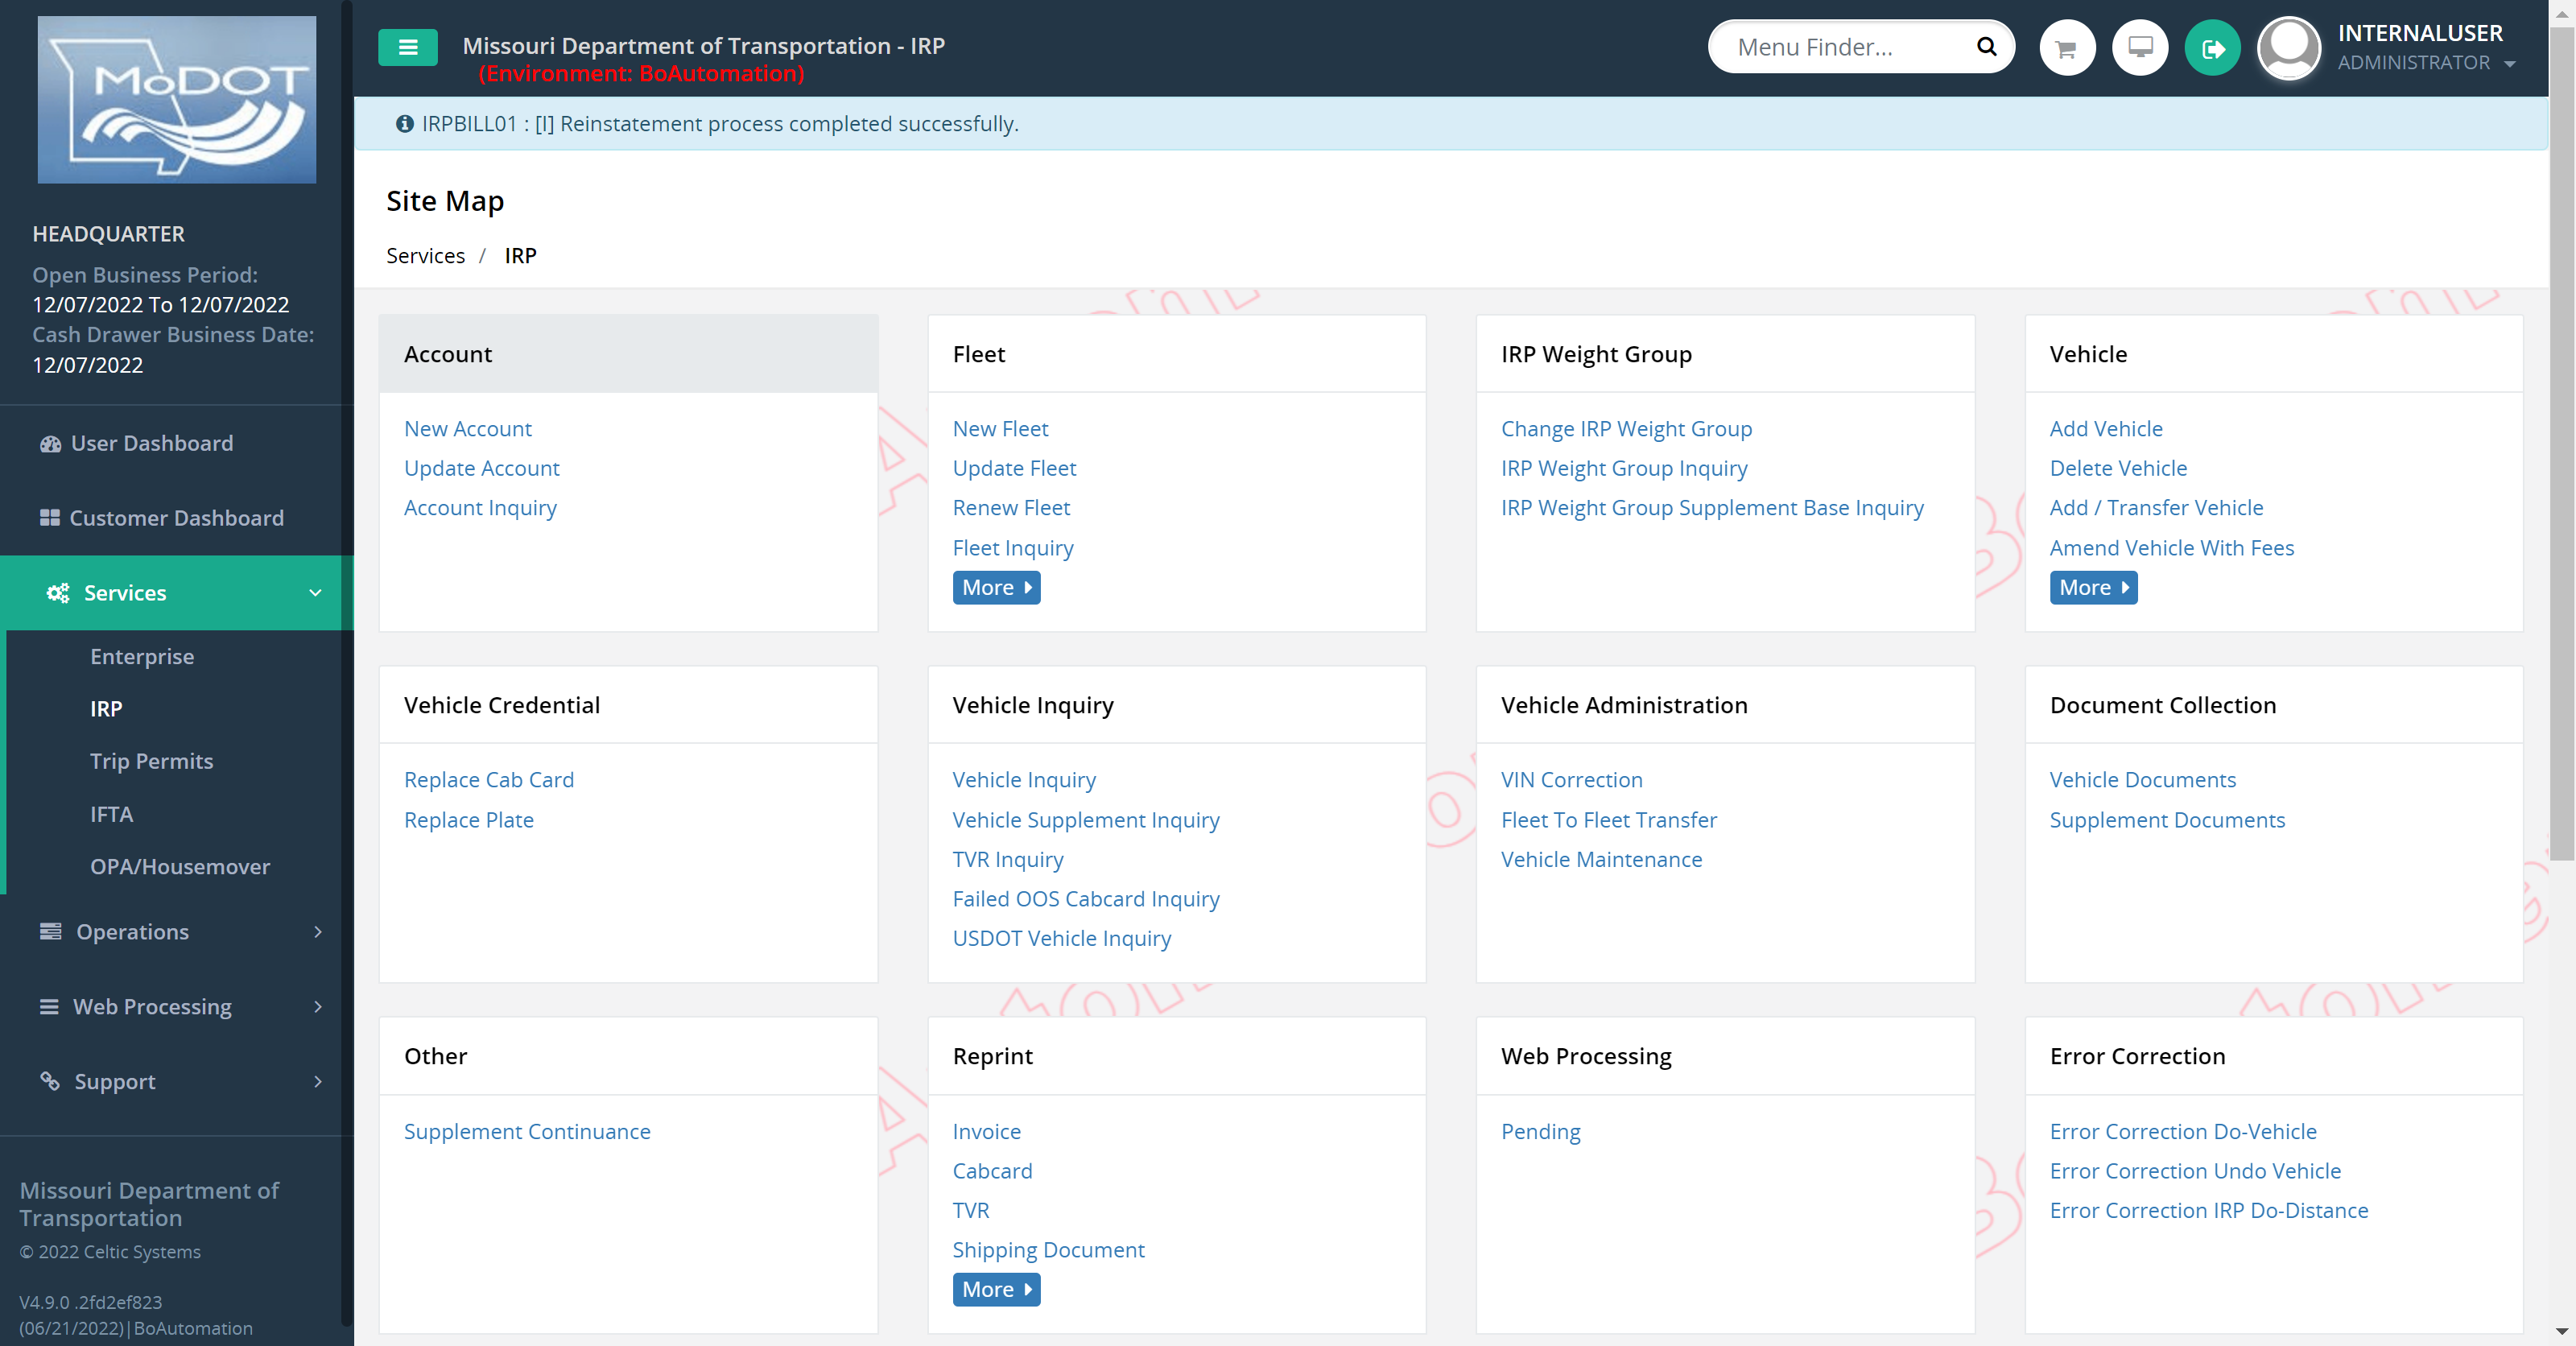 MoDOT
Missouri Department of Transportation - IRP
(Environment: BoAutomation)
Menu Finder...
INTERNALUSER
ADMINISTRATOR
IRPBILL01 : [I] Reinstatement process completed successfully.
HEADQUARTER
Open Business Period:
12/07/2022 To 12/07/2022
Cash Drawer Business Date:
12/07/2022
User Dashboard
Customer Dashboard
Services
Enterprise
IRP
Trip Permits
IFTA
OPA/Housemover
Operations
Web Processing
Support
Missouri Department of
Transportation
© 2022 Celtic Systems
V4.9.0 .2fd2ef823
(06/21/2022)|BoAutomation
Site Map
Services / IRP
Account
New Account
Update Account
Account Inquiry
Fleet
New Fleet
Update Fleet
Renew Fleet
Fleet Inquiry
More
IRP Weight Group
Change IRP Weight Group
IRP Weight Group Inquiry
IRP Weight Group Supplement Base Inquiry
Vehicle
Add Vehicle
Delete Vehicle
Add / Transfer Vehicle
Amend Vehicle With Fees
More
Vehicle Credential
Replace Cab Card
Replace Plate
Vehicle Inquiry
Vehicle Inquiry
Vehicle Supplement Inquiry
TVR Inquiry
Failed OOS Cabcard Inquiry
USDOT Vehicle Inquiry
Vehicle Administration
VIN Correction
Fleet To Fleet Transfer
Vehicle Maintenance
Document Collection
Vehicle Documents
Supplement Documents
Other
Supplement Continuance
Reprint
Invoice
Cabcard
TVR
Shipping Document
More
Web Processing
Pending
Error Correction
Error Correction Do-Vehicle
Error Correction Undo Vehicle
Error Correction IRP Do-Distance